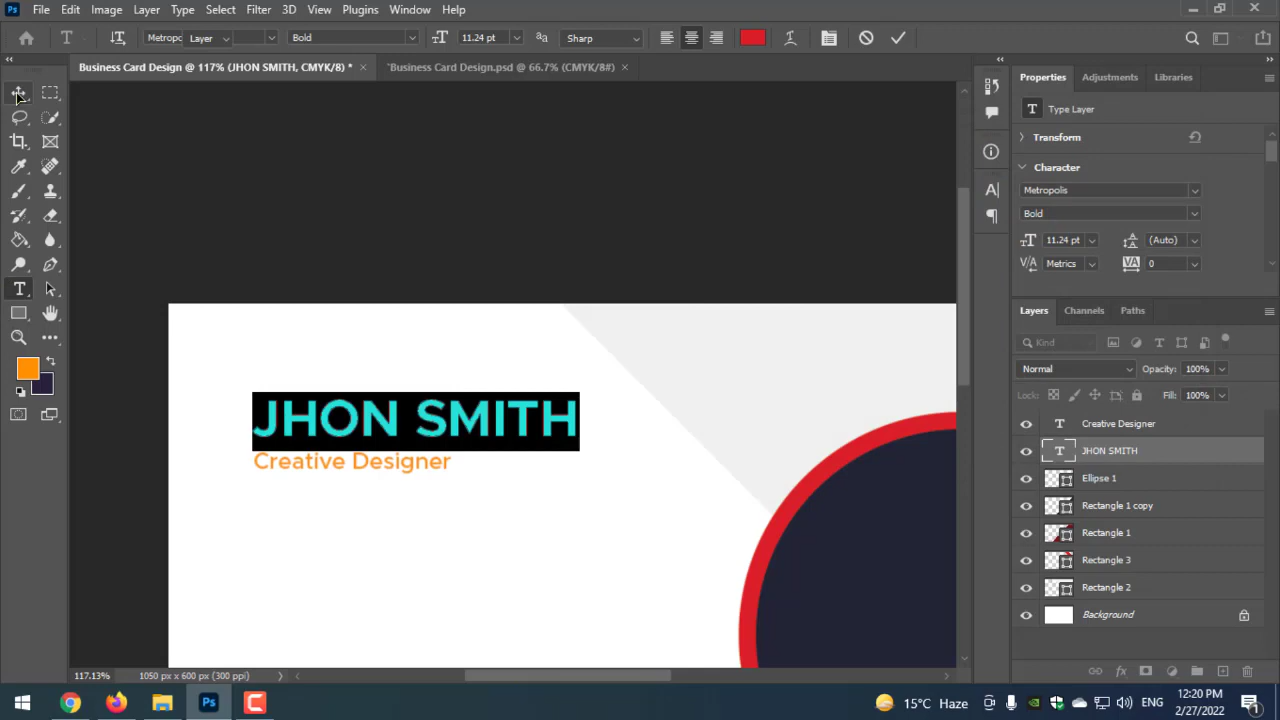 Ps File Edit Image Layer Type Select Filter 3D View Plugins Window Help
Metropc Layer Bold 11.24 pt Sharp
Business Card Design @ 117% (JHON SMITH, CMYK/8) * × Business Card Design.psd @ 66.7% (CMYK/8#) ×
Properties Adjustments Libraries
T Type Layer
Transform
Character
Metropolis
Bold
11.24 pt (Auto)
Metrics 0
Layers Channels Paths
Kind
Normal Opacity: 100%
Lock: Fill: 100%
T Creative Designer
T JHON SMITH
Ellipse 1
Rectangle 1 copy
Rectangle 1
Rectangle 3
Rectangle 2
Background
JHON SMITH
Creative Designer
117.13% 1050 px x 600 px (300 ppi)
Ps 15°C Haze ENG 12:20 PM
2/27/2022 1